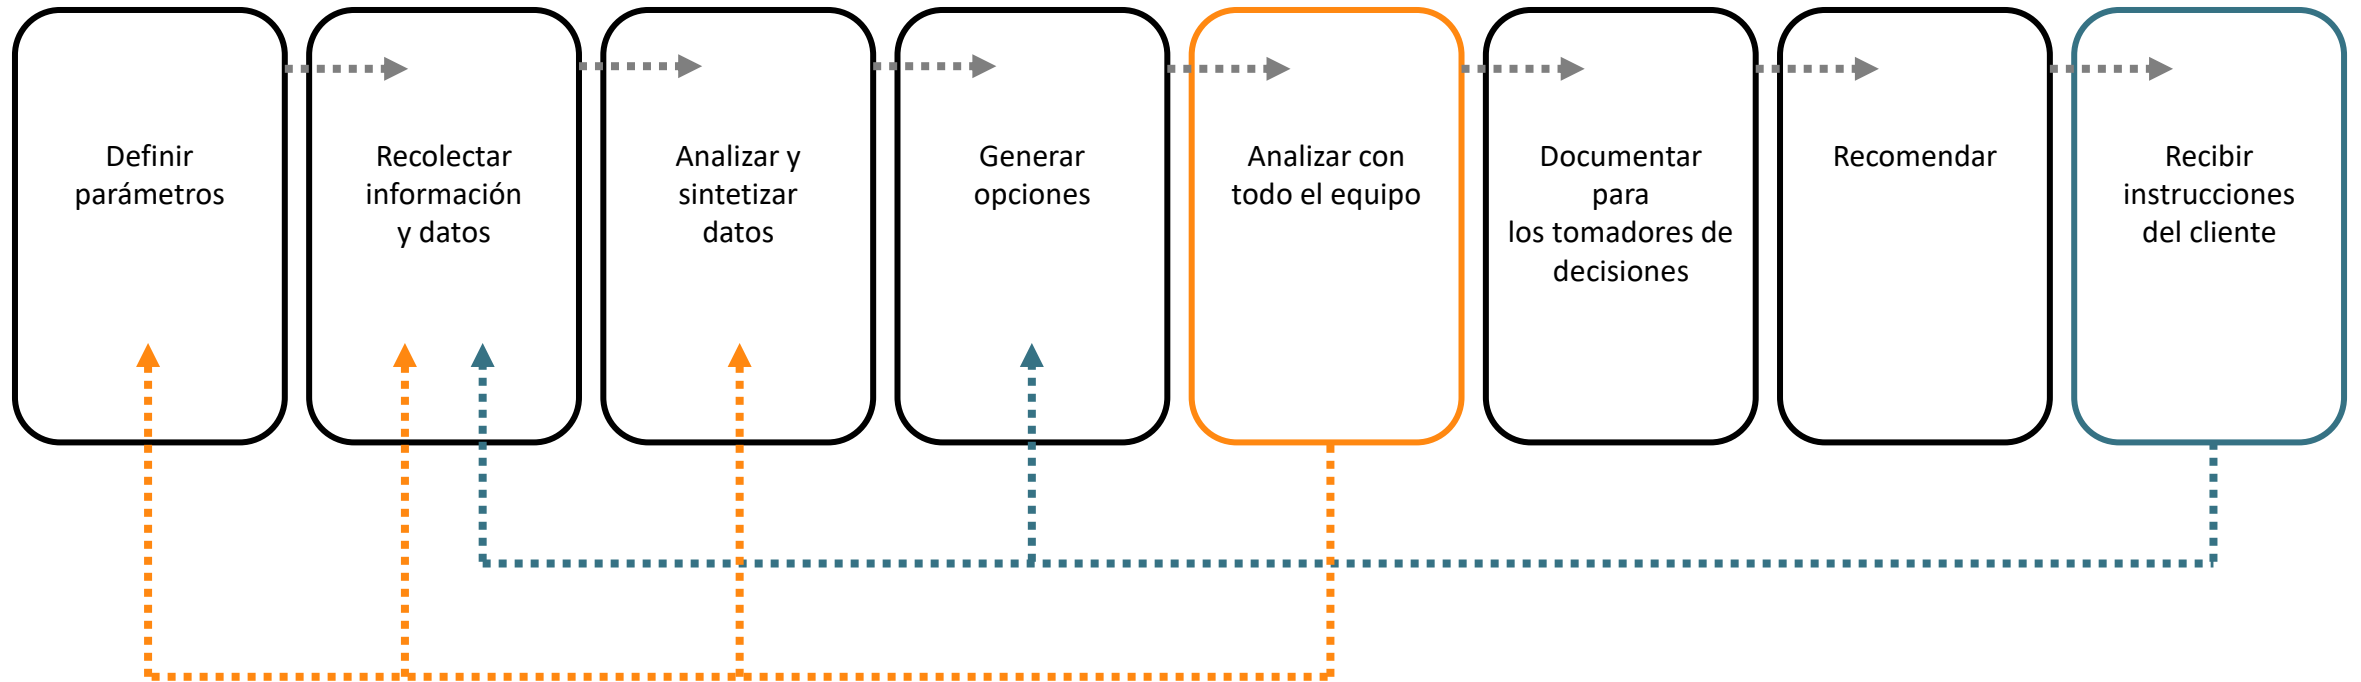 Definir
parámetros
Recolectar
información
y datos
Analizar y
sintetizar
datos
Generar
opciones
Analizar con
todo el equipo
Documentar
para
los tomadores de
decisiones
Recomendar
Recibir
instrucciones
del cliente